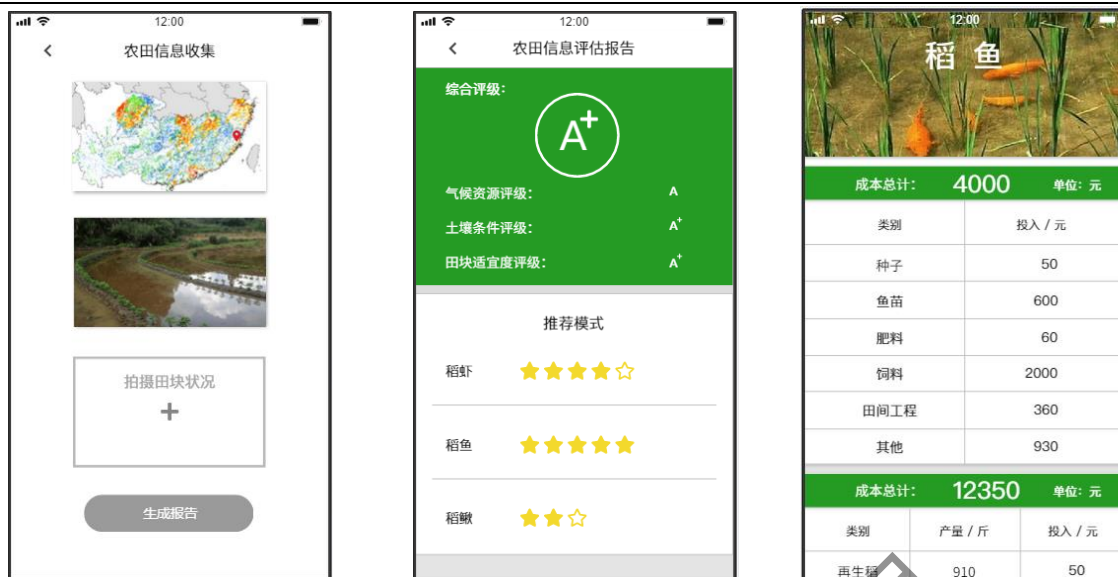 12:00
农田信息收集
拍摄田块状况
+
生成报告
12:00
农田信息评估报告
综合评级：
A+
气候资源评级： A
土壤条件评级： A+
田块适宜度评级： A+
推荐模式
稻虾
稻鱼
稻鳅
12:00
稻 鱼
成本总计： 4000 单位：元
类别 投入 / 元
种子 50
鱼苗 600
肥料 60
饲料 2000
田间工程 360
其他 930
成本总计： 12350 单位：元
类别 产量 / 斤 投入 / 元
再生稻 910 50